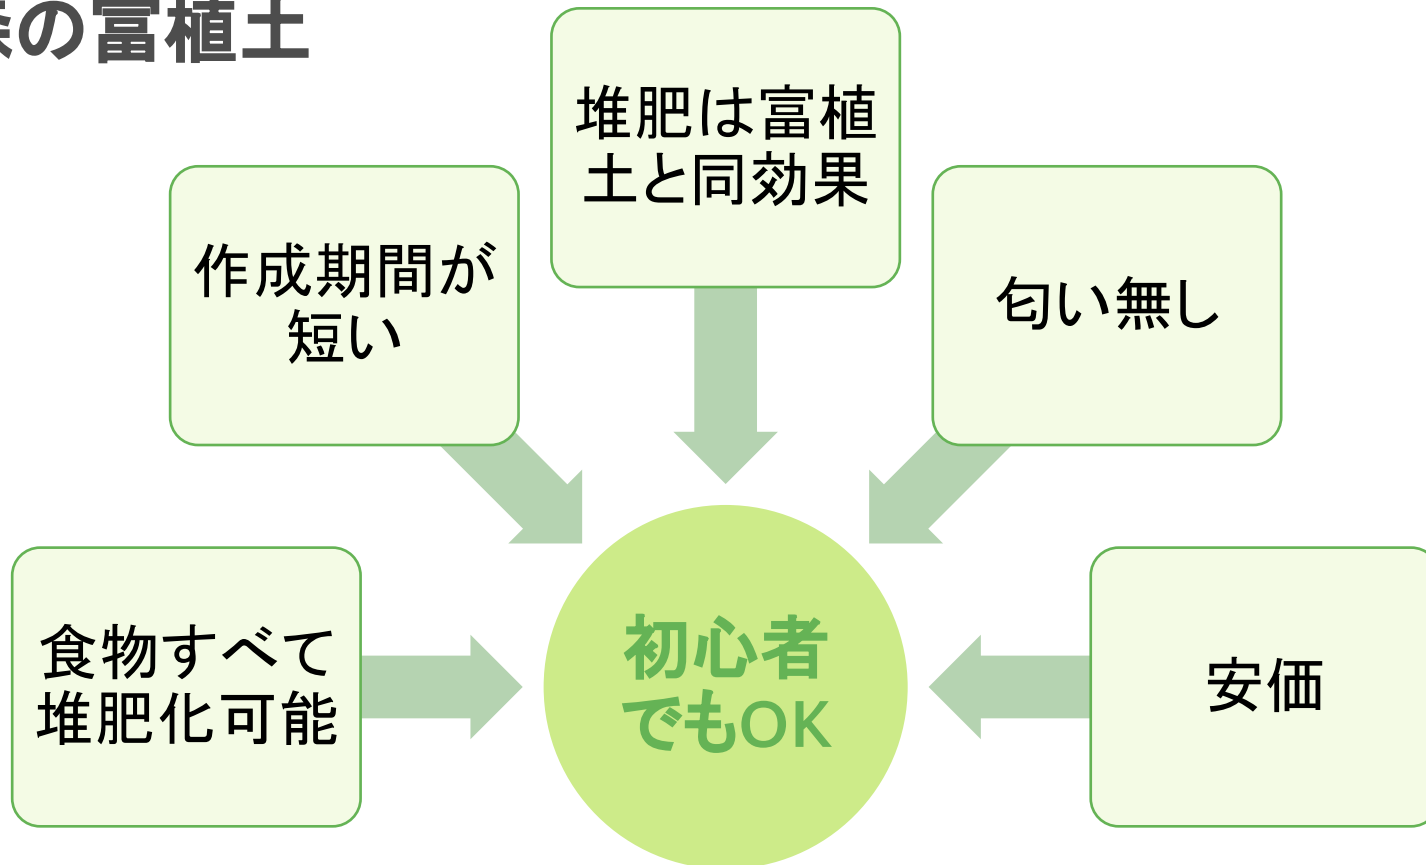 の富植土
堆肥は富植
土と同効果
作成期間が
短い
匂い無し
食物すべて
堆肥化可能
初心者
でもOK
安価